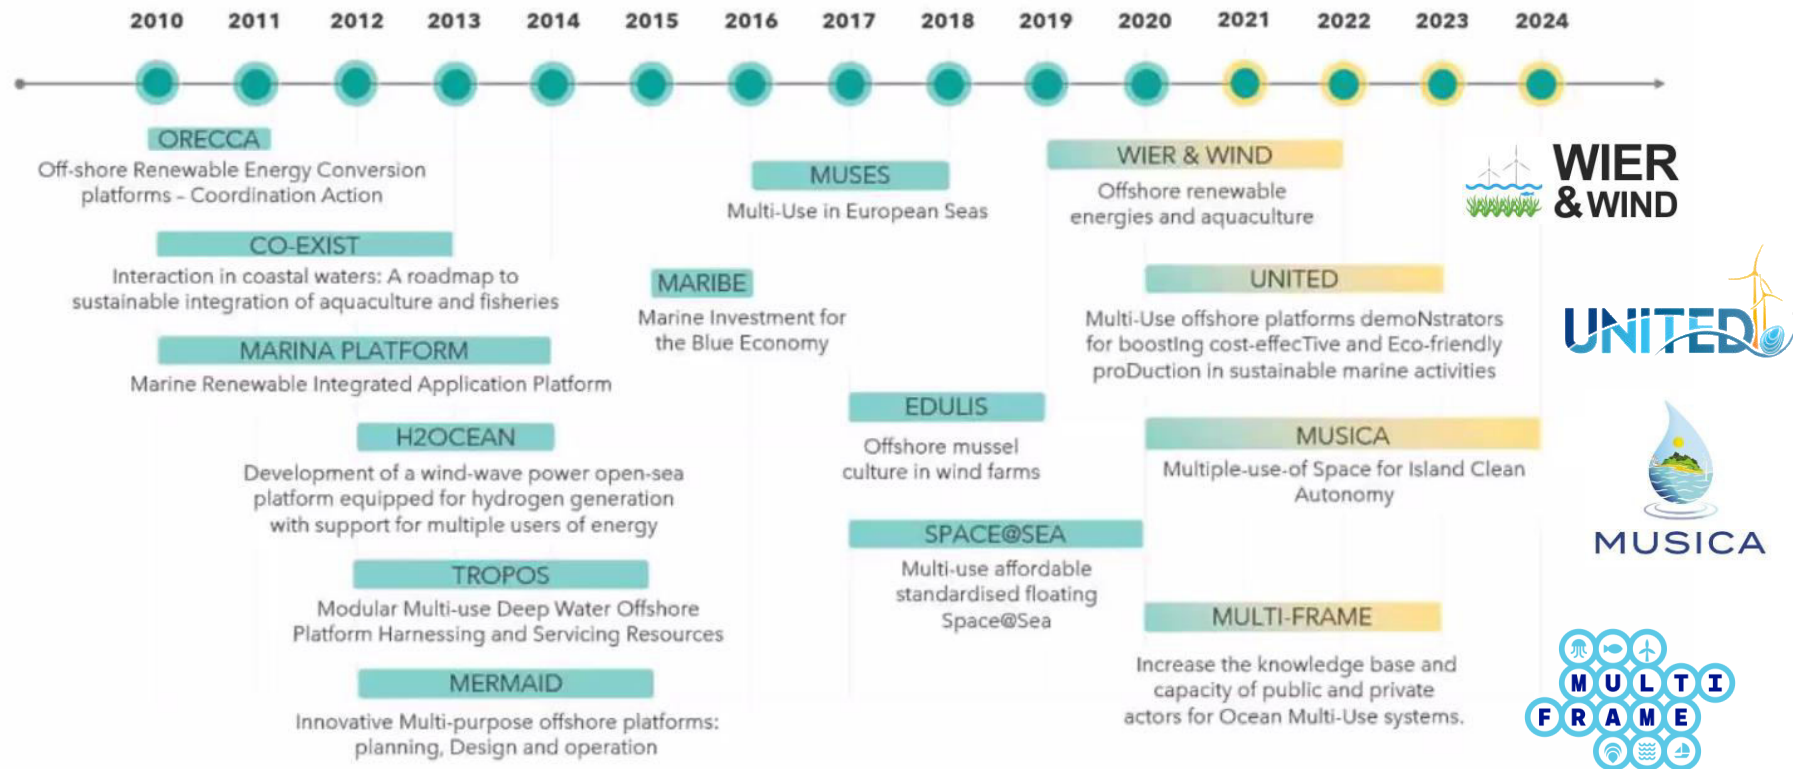 2010 2011 2012 2013 2014 2015 2016 2017 2018 2019 2020 2021 2022 2023 2024
ORECCA
Off-shore Renewable Energy Conversion
platforms – Coordination Action
CO-EXIST
Interaction in coastal waters: A roadmap to
sustainable integration of aquaculture and fisheries
MARINA PLATFORM
Marine Renewable Integrated Application Platform
H2OCEAN
Development of a wind-wave power open-sea
platform equipped for hydrogen generation
with support for multiple users of energy
TROPOS
Modular Multi-use Deep Water Offshore
Platform Harnessing and Servicing Resources
MERMAID
Innovative Multi-purpose offshore platforms:
planning, Design and operation
MARIBE
Marine Investment for
the Blue Economy
MUSES
Multi-Use in European Seas
EDULIS
Offshore mussel
culture in wind farms
SPACE@SEA
Multi-use affordable
standardised floating
Space@Sea
WIER & WIND
Offshore renewable
energies and aquaculture
UNITED
Multi-Use offshore platforms demoNstrators
for boostIng cost-effecTive and Eco-friendly
proDuction in sustainable marine activities
MUSICA
Multiple-use-of Space for Island Clean
Autonomy
MULTI-FRAME
Increase the knowledge base and
capacity of public and private
actors for Ocean Multi-Use systems.
WIER
& WIND
UNITED
MUSICA
MULTI
FRAME